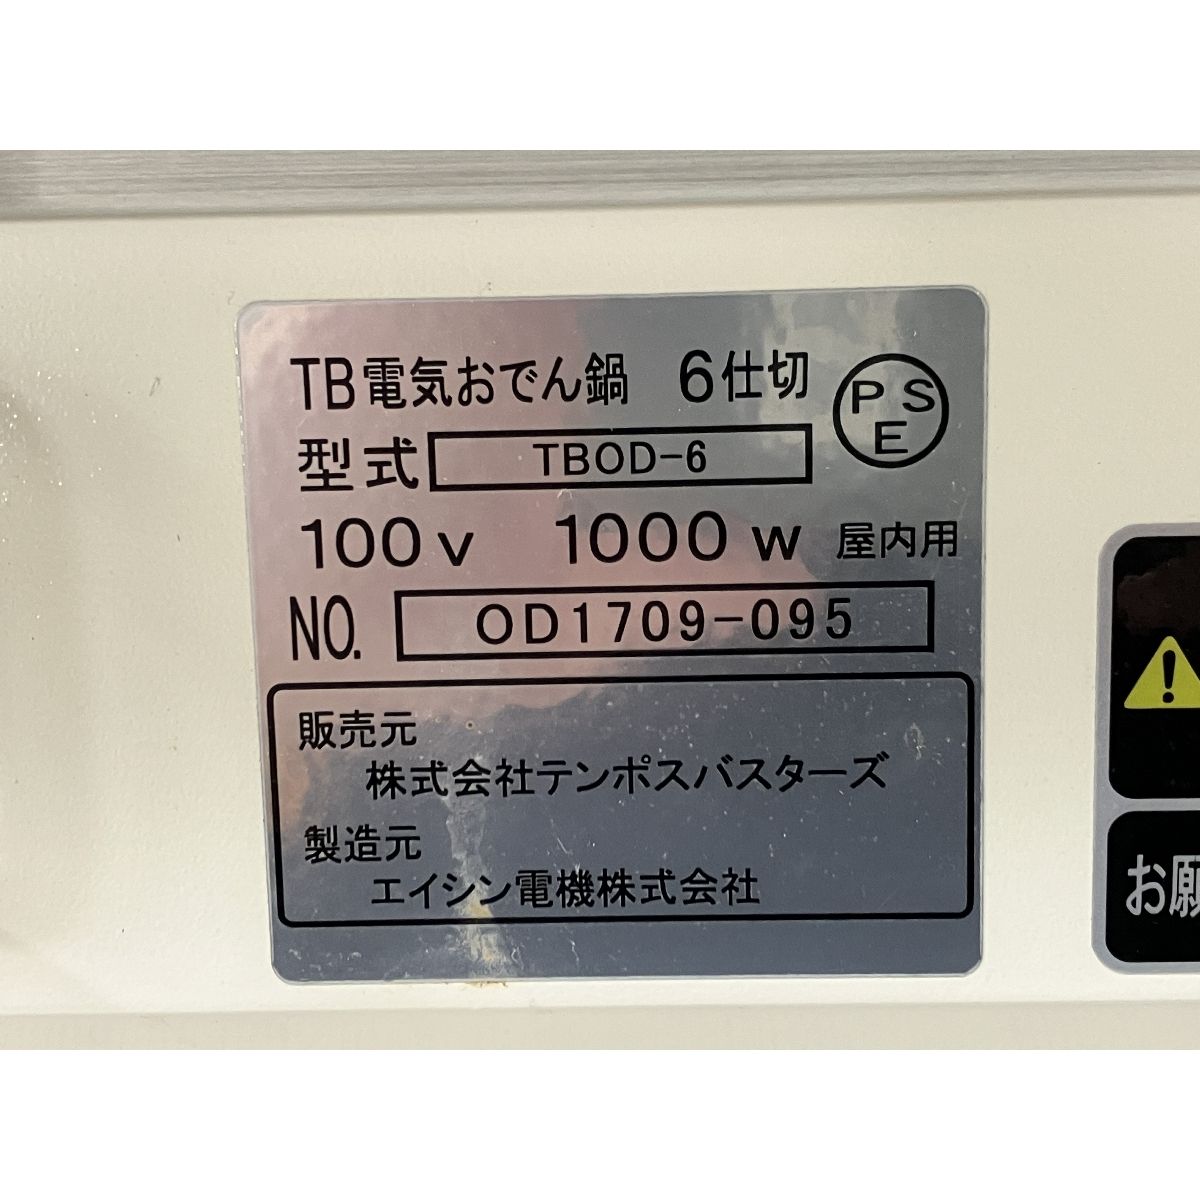 TB電気おでん鍋 6仕切
PSE
型式 TBOD-6
100v 1000w 屋内用
NO. OD1709-095
販売元
株式会社テンポスバスターズ
製造元
エイシン電機株式会社
お願